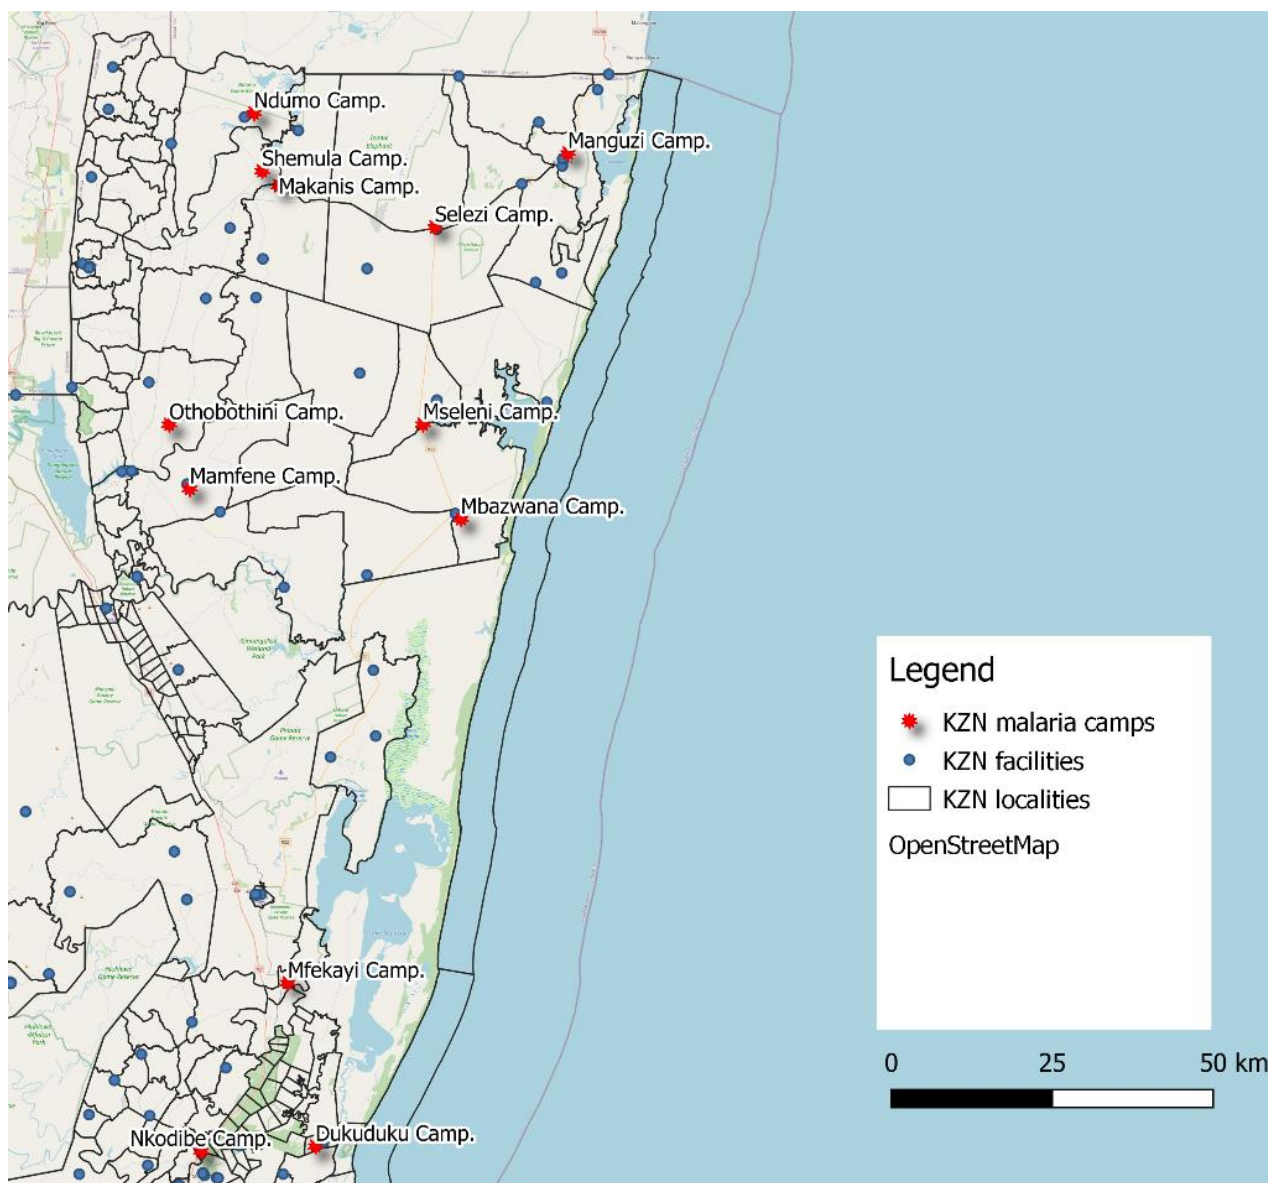 Ndumo Camp.
Manguzi Camp.
Shemula Camp.
Makanis Camp.
Selezi Camp.
Othobothini Camp.
Mseleni Camp.
Mamfene Camp.
Mbazwana Camp.
Mfekayi Camp.
Nkodibe Camp.
Dukuduku Camp.
Legend
KZN malaria camps
KZN facilities
KZN localities
OpenStreetMap
0 25 50 km